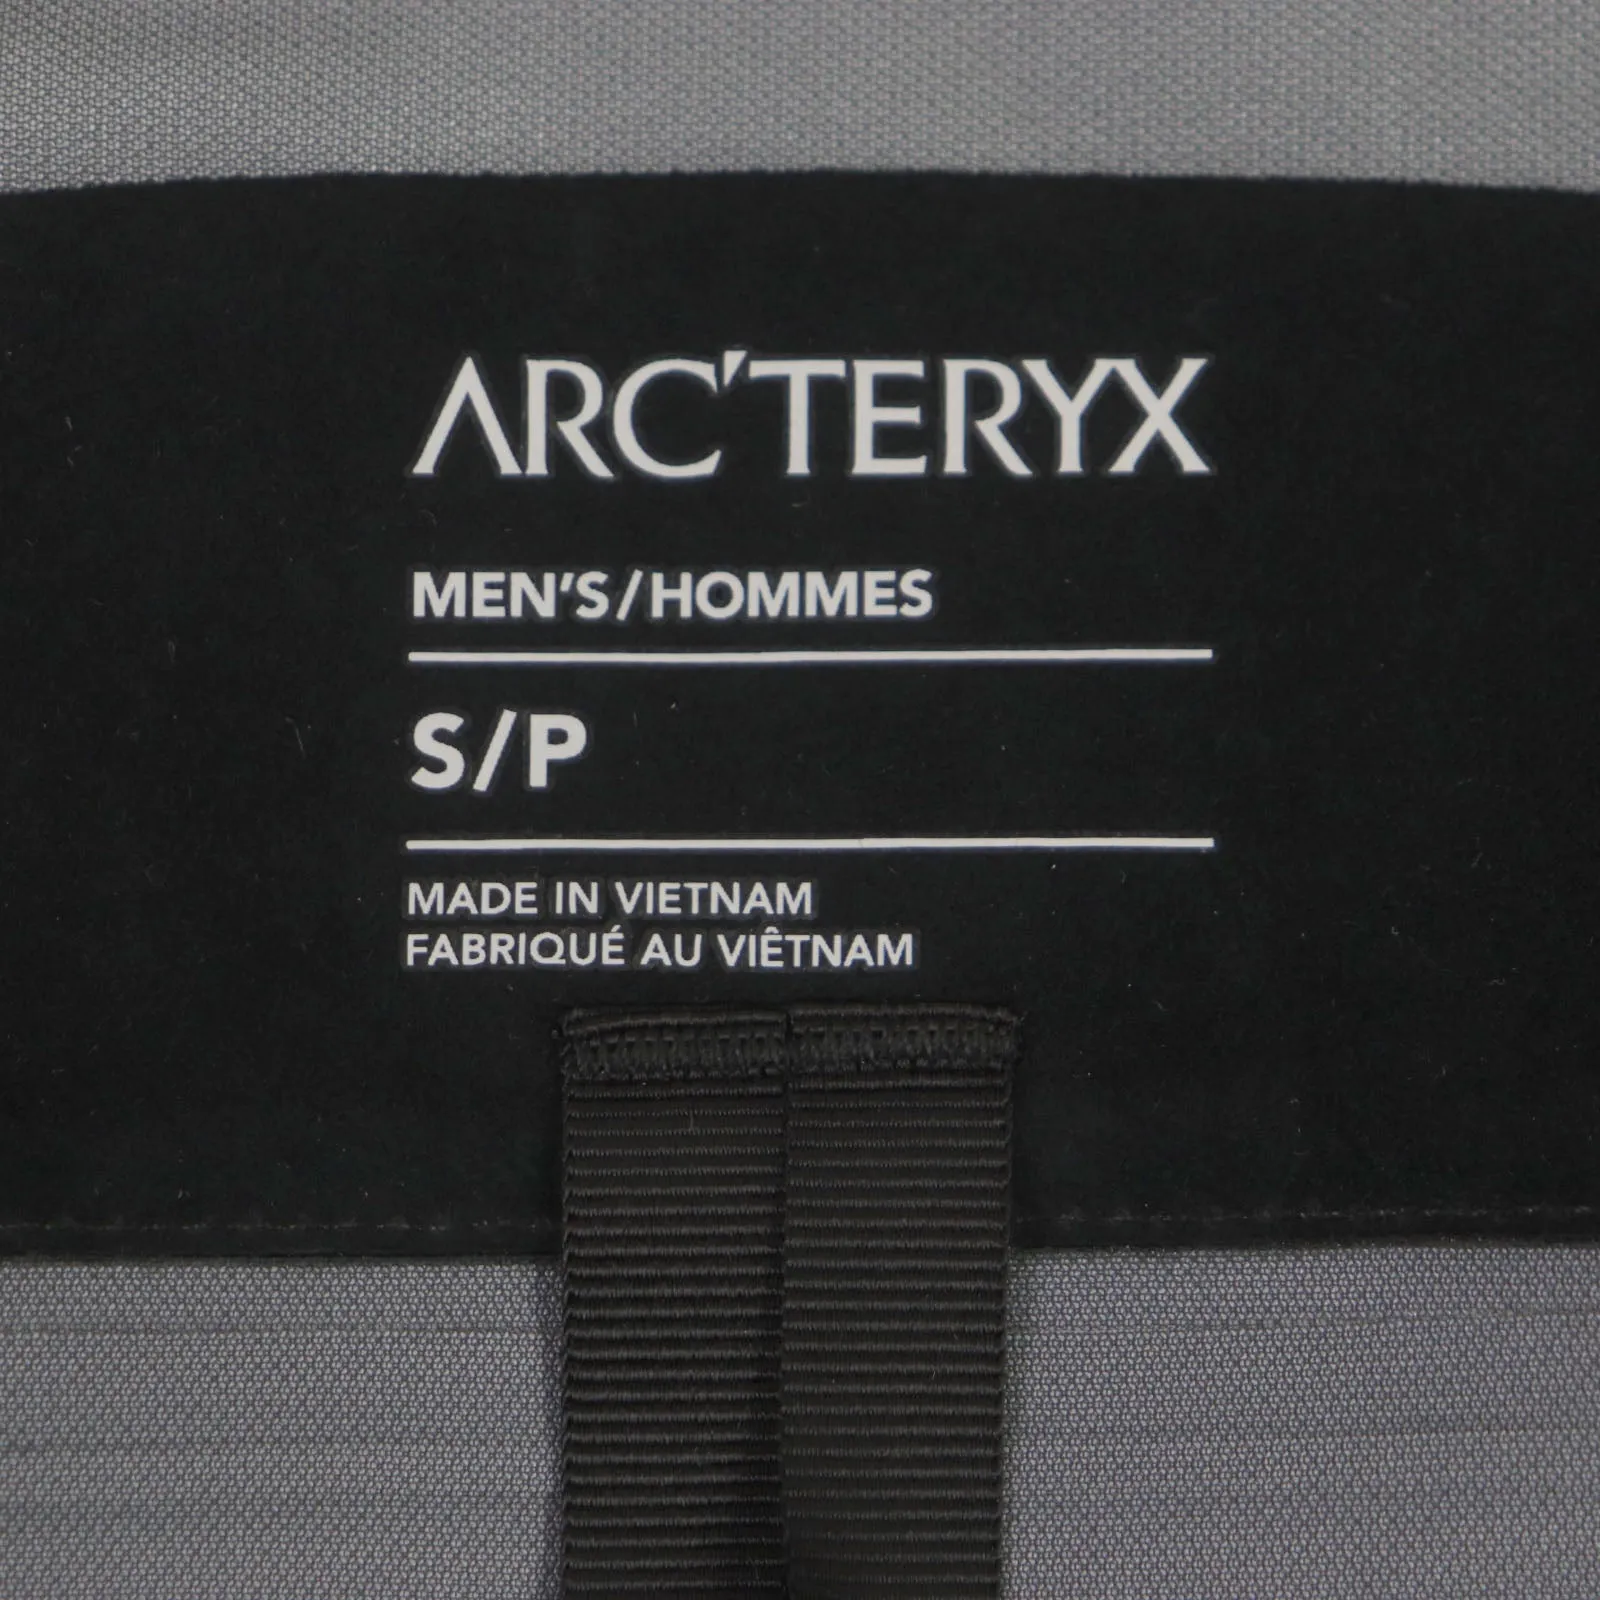 ARC'TERYX
MEN'S/HOMMES
S/P
MADE IN VIETNAM
FABRIQUÉ AU VIÊTNAM